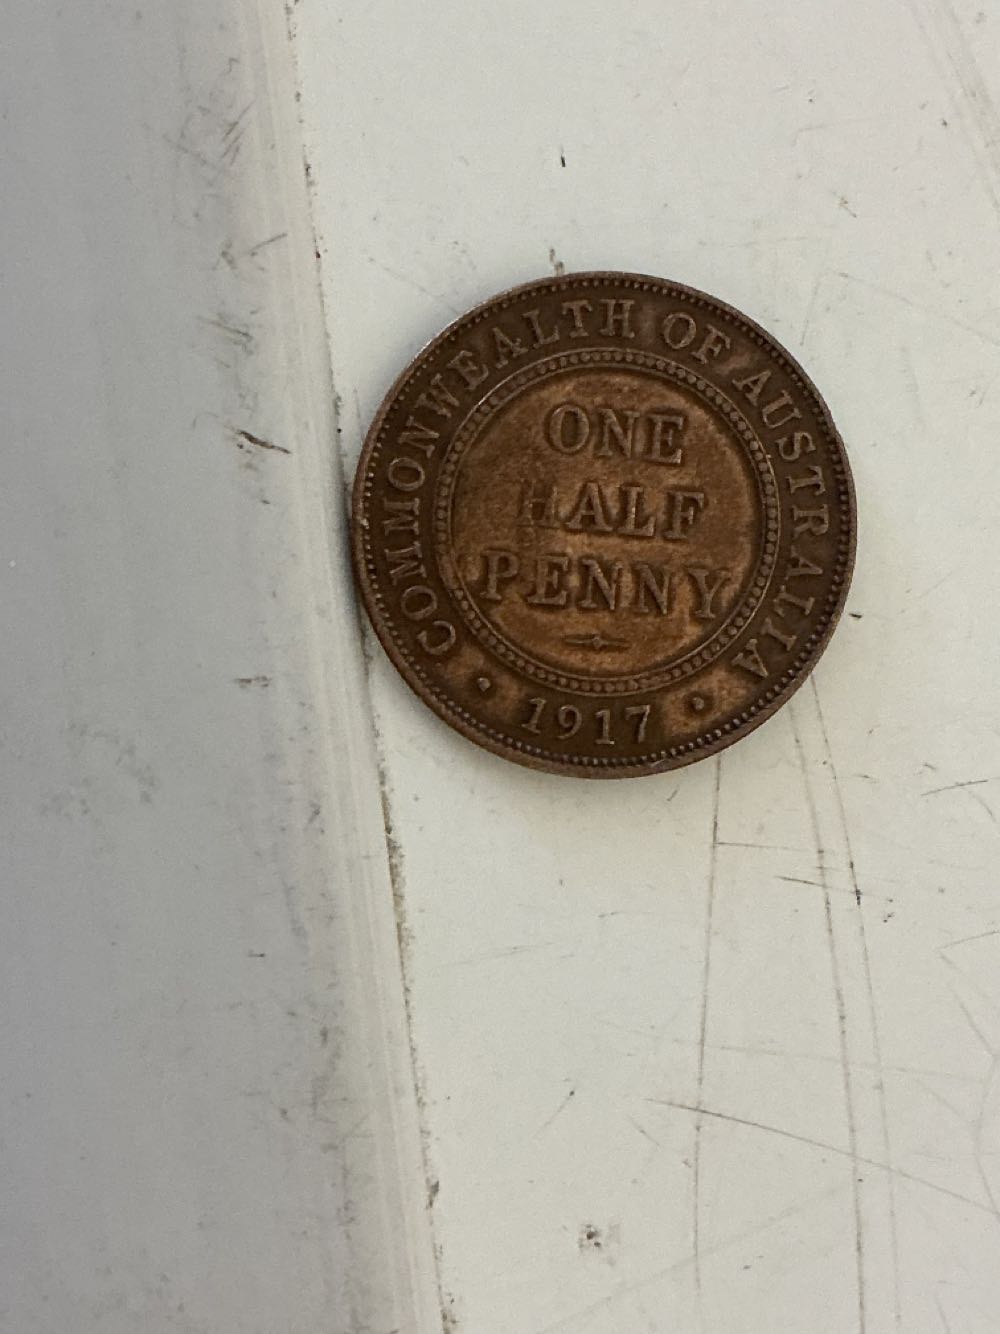 COMMONWEALTH OF AUSTRALIA
ONE
HALF
PENNY
1917